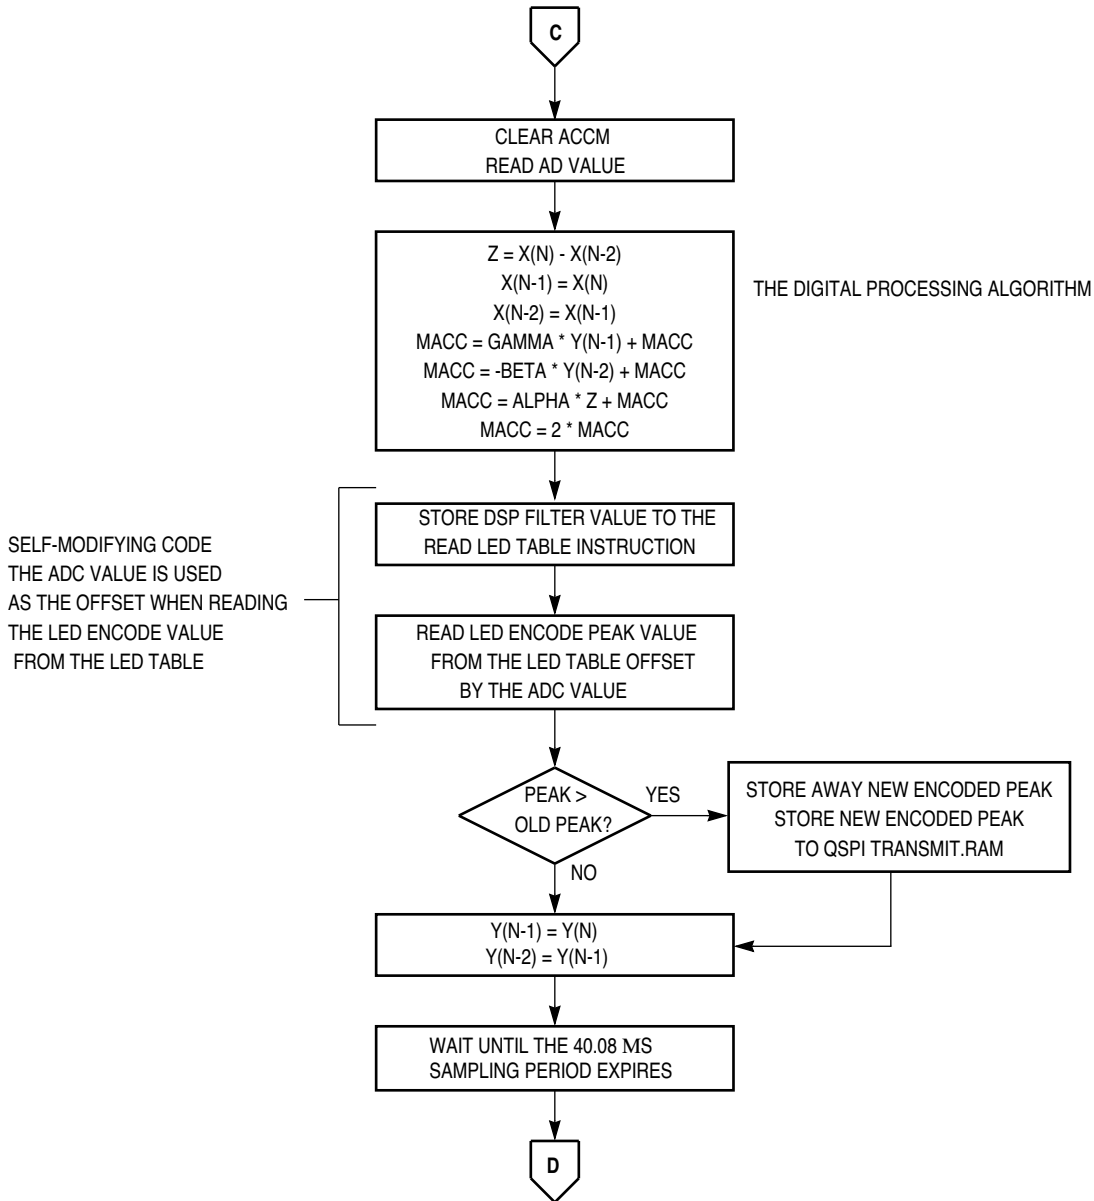 C
CLEAR ACCM
READ AD VALUE
Z = X(N) - X(N-2)
X(N-1) = X(N)
X(N-2) = X(N-1)
MACC = GAMMA * Y(N-1) + MACC
MACC = -BETA * Y(N-2) + MACC
MACC = ALPHA * Z + MACC
MACC = 2 * MACC
THE DIGITAL PROCESSING ALGORITHM
STORE DSP FILTER VALUE TO THE
READ LED TABLE INSTRUCTION
SELF-MODIFYING CODE
THE ADC VALUE IS USED
AS THE OFFSET WHEN READING
THE LED ENCODE VALUE
FROM THE LED TABLE
READ LED ENCODE PEAK VALUE
FROM THE LED TABLE OFFSET
BY THE ADC VALUE
PEAK >
OLD PEAK?
YES
STORE AWAY NEW ENCODED PEAK
STORE NEW ENCODED PEAK
TO QSPI TRANSMIT.RAM
NO
Y(N-1) = Y(N)
Y(N-2) = Y(N-1)
WAIT UNTIL THE 40.08 MS
SAMPLING PERIOD EXPIRES
D